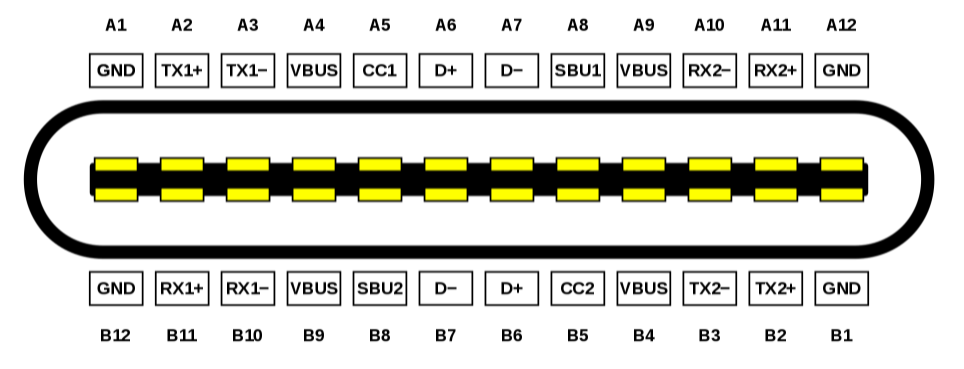 A1 A2 A3 A4 A5 A6 A7 A8 A9 A10 A11 A12
GND TX1+ TX1− VBUS CC1 D+ D− SBU1 VBUS RX2− RX2+ GND
GND RX1+ RX1− VBUS SBU2 D− D+ CC2 VBUS TX2− TX2+ GND
B12 B11 B10 B9 B8 B7 B6 B5 B4 B3 B2 B1